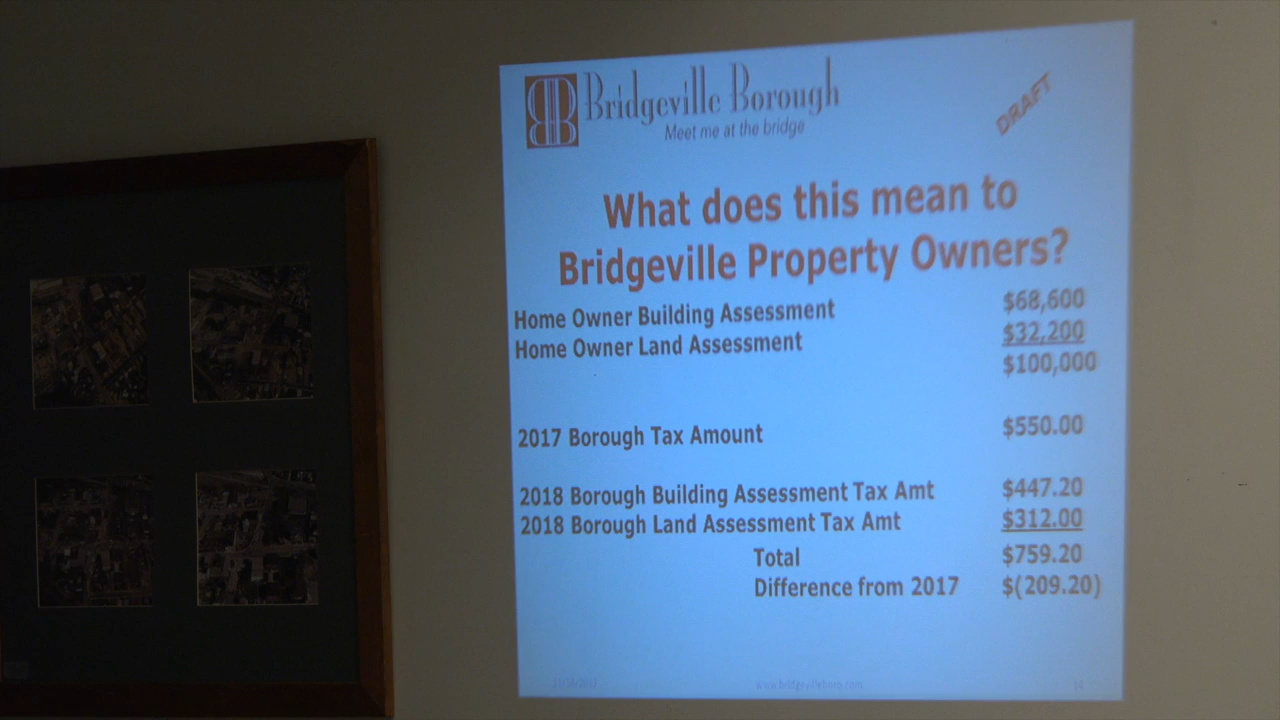 Bridgeville Borough
Meet me at the bridge
DRAFT
What does this mean to
Bridgeville Property Owners?
Home Owner Building Assessment $68,600
Home Owner Land Assessment $32,200
$100,000
2017 Borough Tax Amount $550.00
2018 Borough Building Assessment Tax Amt $447.20
2018 Borough Land Assessment Tax Amt $312.00
Total $759.20
Difference from 2017 $(209.20)
www.bridgevilleboro.com